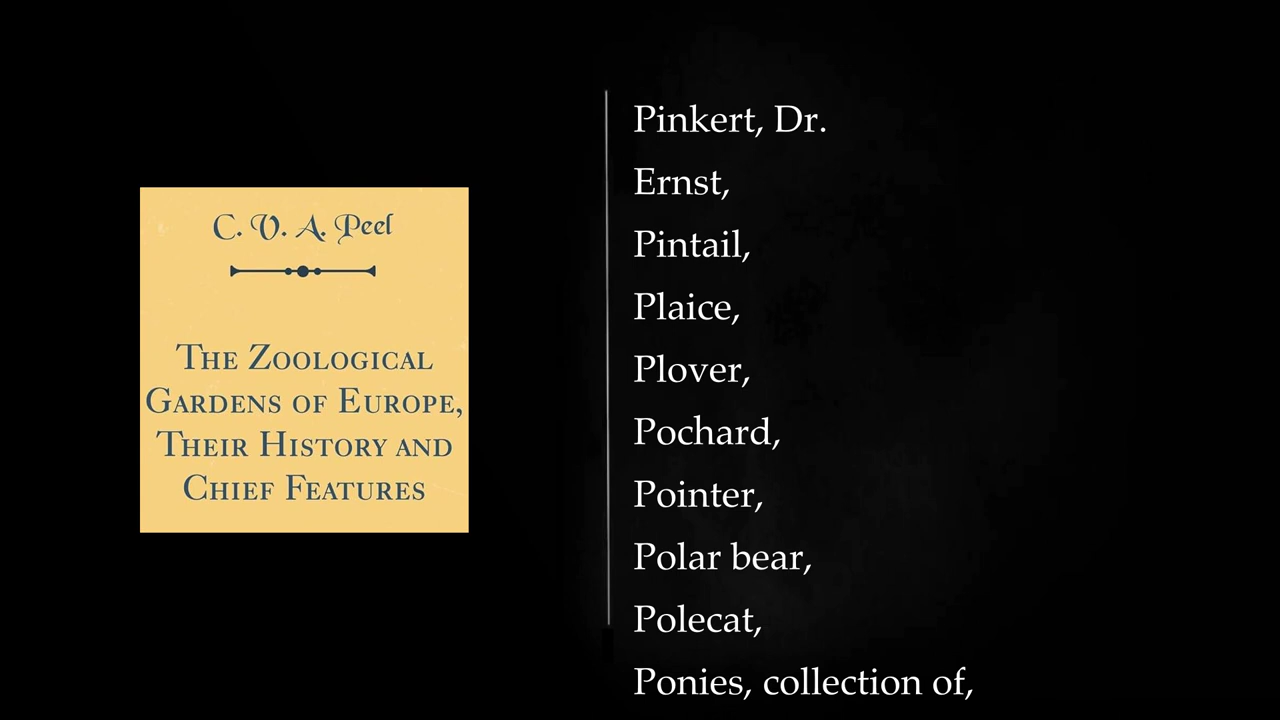 C. V. A. Peel
The Zoological
Gardens of Europe,
Their History and
Chief Features
Pinkert, Dr.
Ernst,
Pintail,
Plaice,
Plover,
Pochard,
Pointer,
Polar bear,
Polecat,
Ponies, collection of,